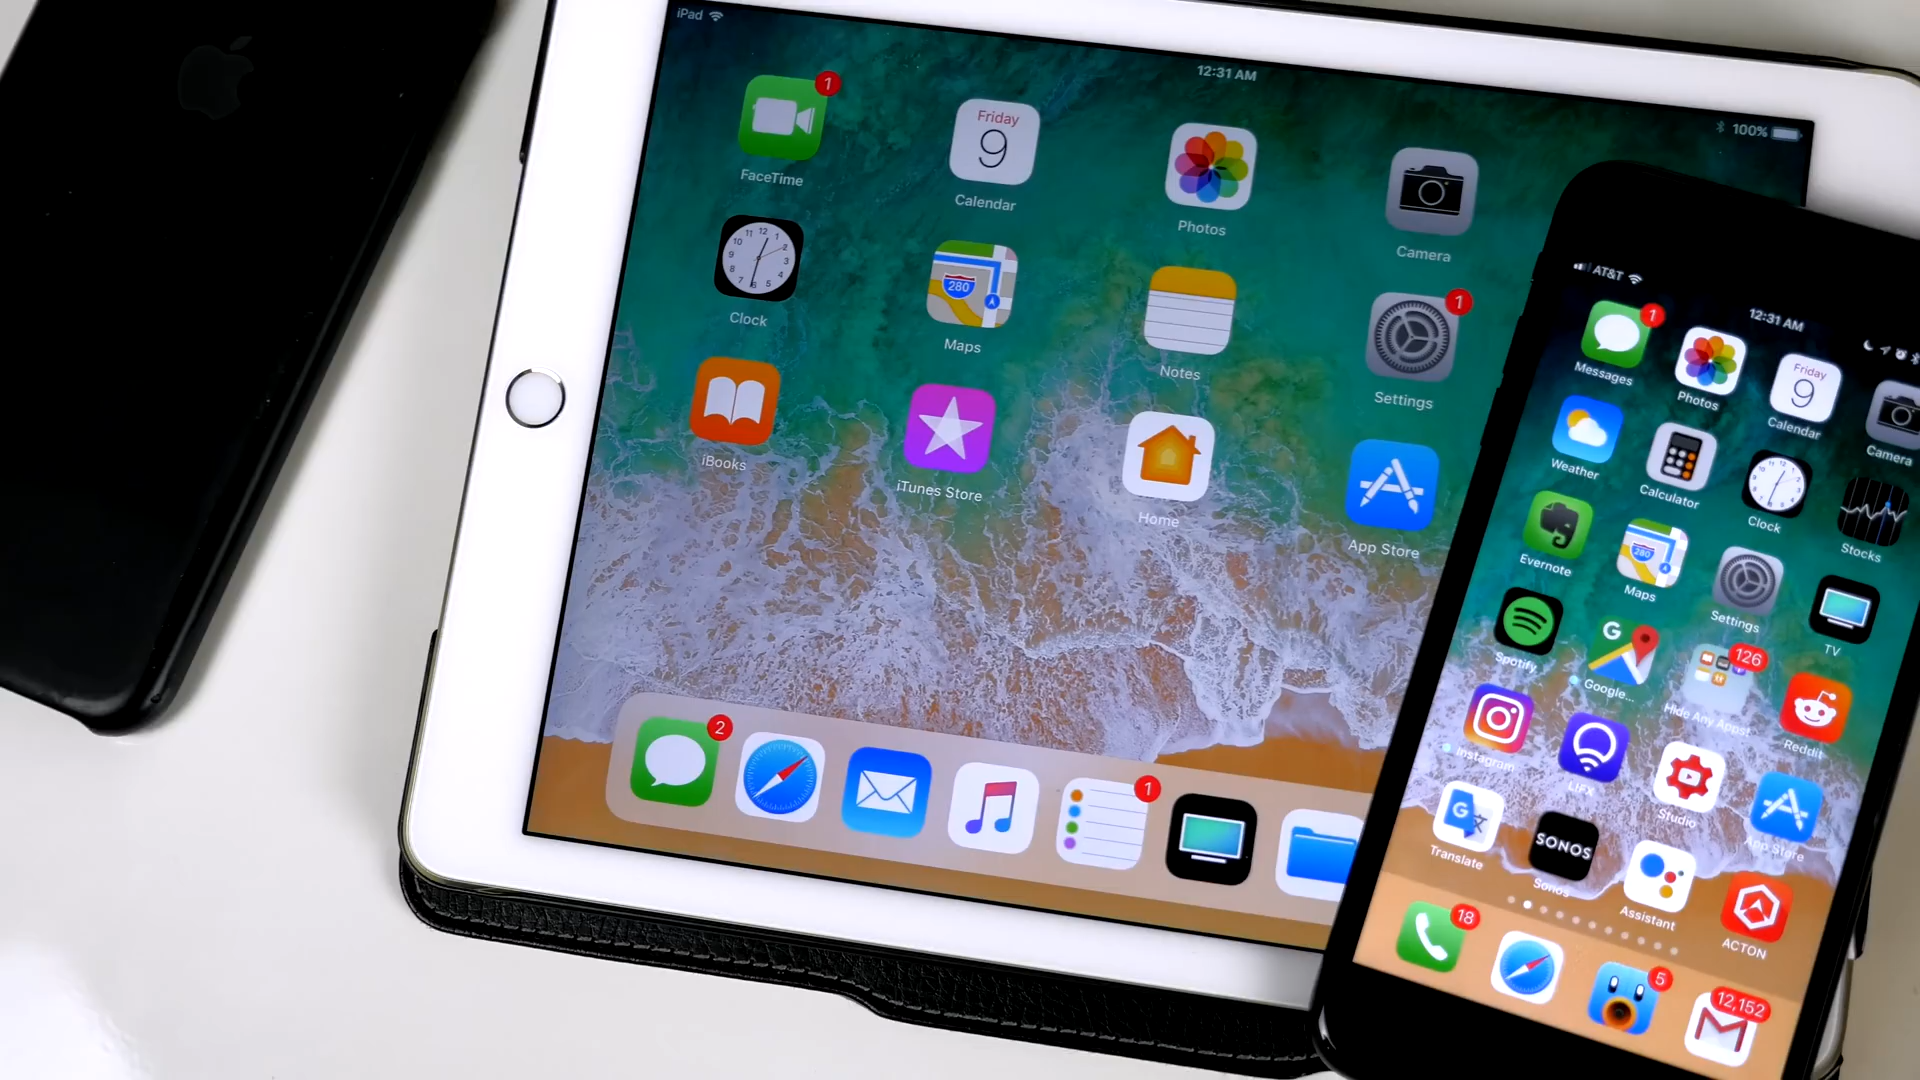 iPad
12:31 AM
100%
1
FaceTime
Friday
9
Calendar
Photos
Camera
Clock
280
Maps
Notes
1
Settings
iBooks
iTunes Store
Home
App Store
2
1
AT&T
12:31 AM
1
Messages
Photos
Friday
9
Calendar
Camera
Weather
Calculator
Clock
Stocks
Evernote
280
Maps
Settings
TV
Spotify
G
Google...
126
Hide Any Apps!
Reddit
Instagram
LIFX
Studio
App Store
G
Translate
SONOS
Sonos
Assistant
ACTON
18
5
12,152